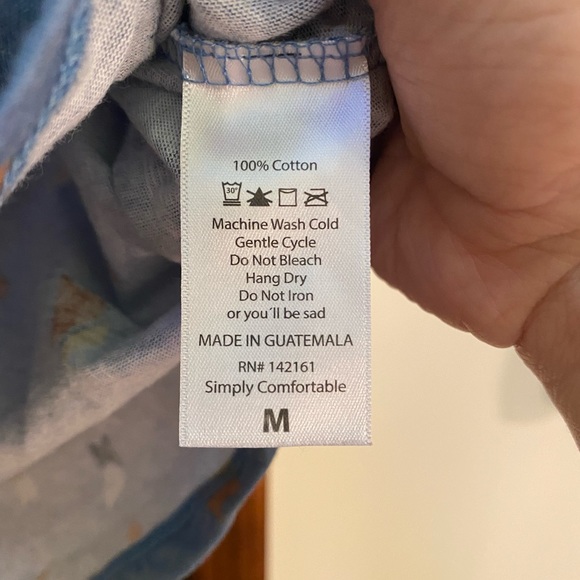 100% Cotton
30°
Machine Wash Cold
Gentle Cycle
Do Not Bleach
Hang Dry
Do Not Iron
or you´ll be sad
MADE IN GUATEMALA
RN# 142161
Simply Comfortable
M